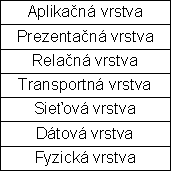 Aplikačná vrstva
Prezentačná vrstva
Relačná vrstva
Transportná vrstva
Sieťová vrstva
Dátová vrstva
Fyzická vrstva